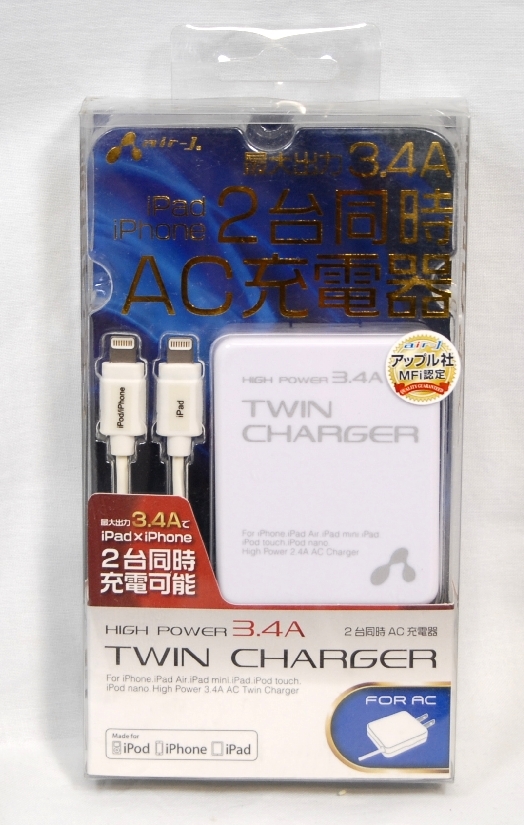 air-J.
最大出力 3.4A
iPad
iPhone
2台同時
AC充電器
air-J
アップル社
MFi認定
QUALITY GUARANTEED
iPod/iPhone
iPad
HIGH POWER 3.4A
TWIN
CHARGER
For iPhone.iPad Air.iPad mini.iPad
iPod touch.iPod nano.
High Power 2.4A AC Charger
最大出力3.4Aで
iPad×iPhone
2台同時
充電可能
HIGH POWER 3.4A
2台同時AC充電器
TWIN CHARGER
For iPhone.iPad Air.iPad mini.iPad.iPod touch.
iPod nano High Power 3.4A AC Twin Charger
FOR AC
Made for
iPod iPhone iPad